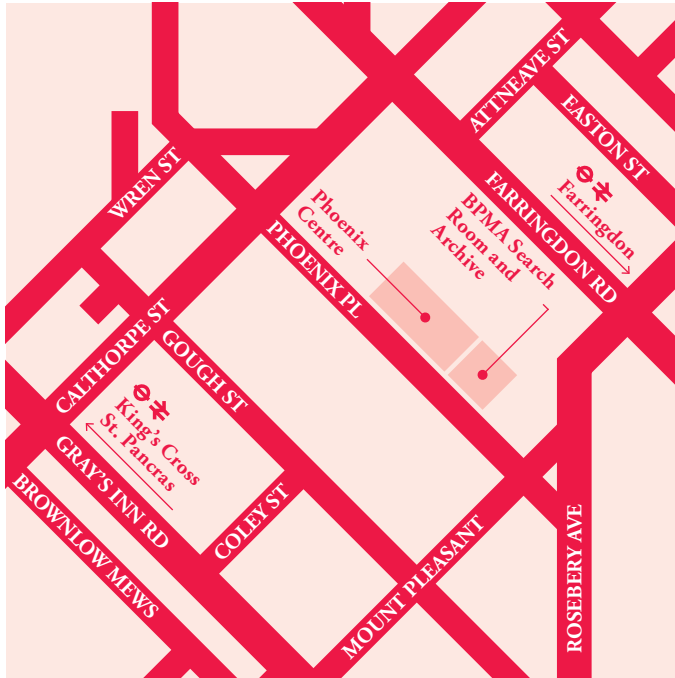 ATTNEAVE ST
EASTON ST
WREN ST
FARRINGDON RD
Farringdon
Phoenix
Centre
BPMA Search
Room and
Archive
PHOENIX PL
CALTHORPE ST
GOUGH ST
King's Cross
St. Pancras
GRAY'S INN RD
COLEY ST
BROWNLOW MEWS
MOUNT PLEASANT
ROSEBERY AVE